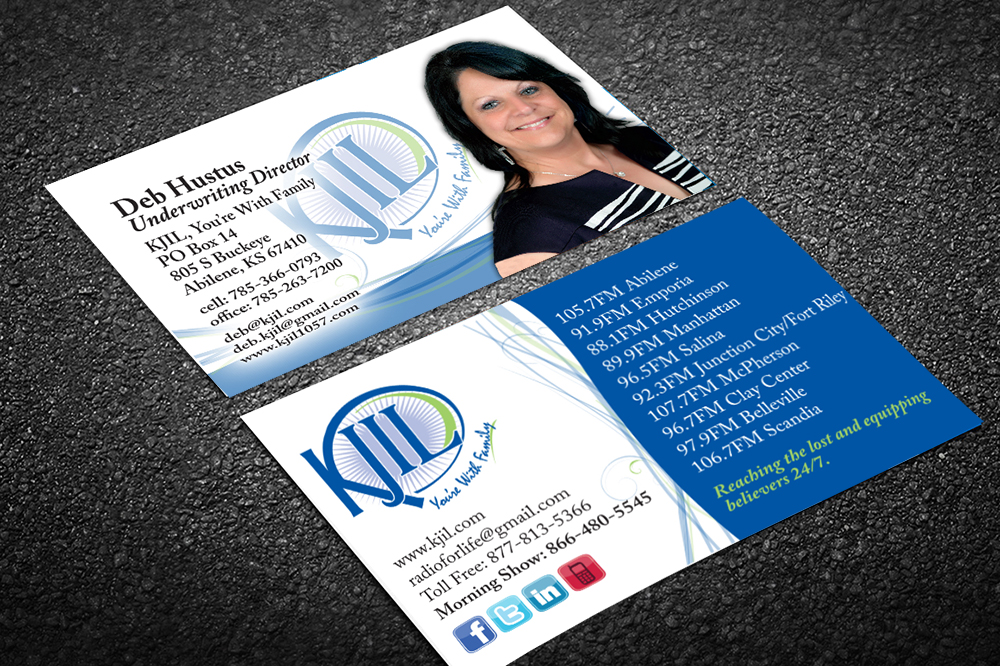 KJIL
You're With Family
Deb Hustus
Underwriting Director
KJIL, You're With Family
PO Box 14
805 S Buckeye
Abilene, KS 67410
cell: 785-366-0793
office: 785-263-7200
deb@kjil.com
deb.kjil@gmail.com
www.kjil1057.com
105.7FM Abilene
91.9FM Emporia
88.1FM Hutchinson
89.9FM Manhattan
96.5FM Salina
92.3FM Junction City/Fort Riley
107.7FM McPherson
96.7FM Clay Center
97.9FM Belleville
106.7FM Scandia
Reaching the lost and equipping
believers 24/7.
KJIL
You're With Family
www.kjil.com
radioforlife@gmail.com
Toll Free: 877-813-5366
Morning Show: 866-480-5545
f
t
in